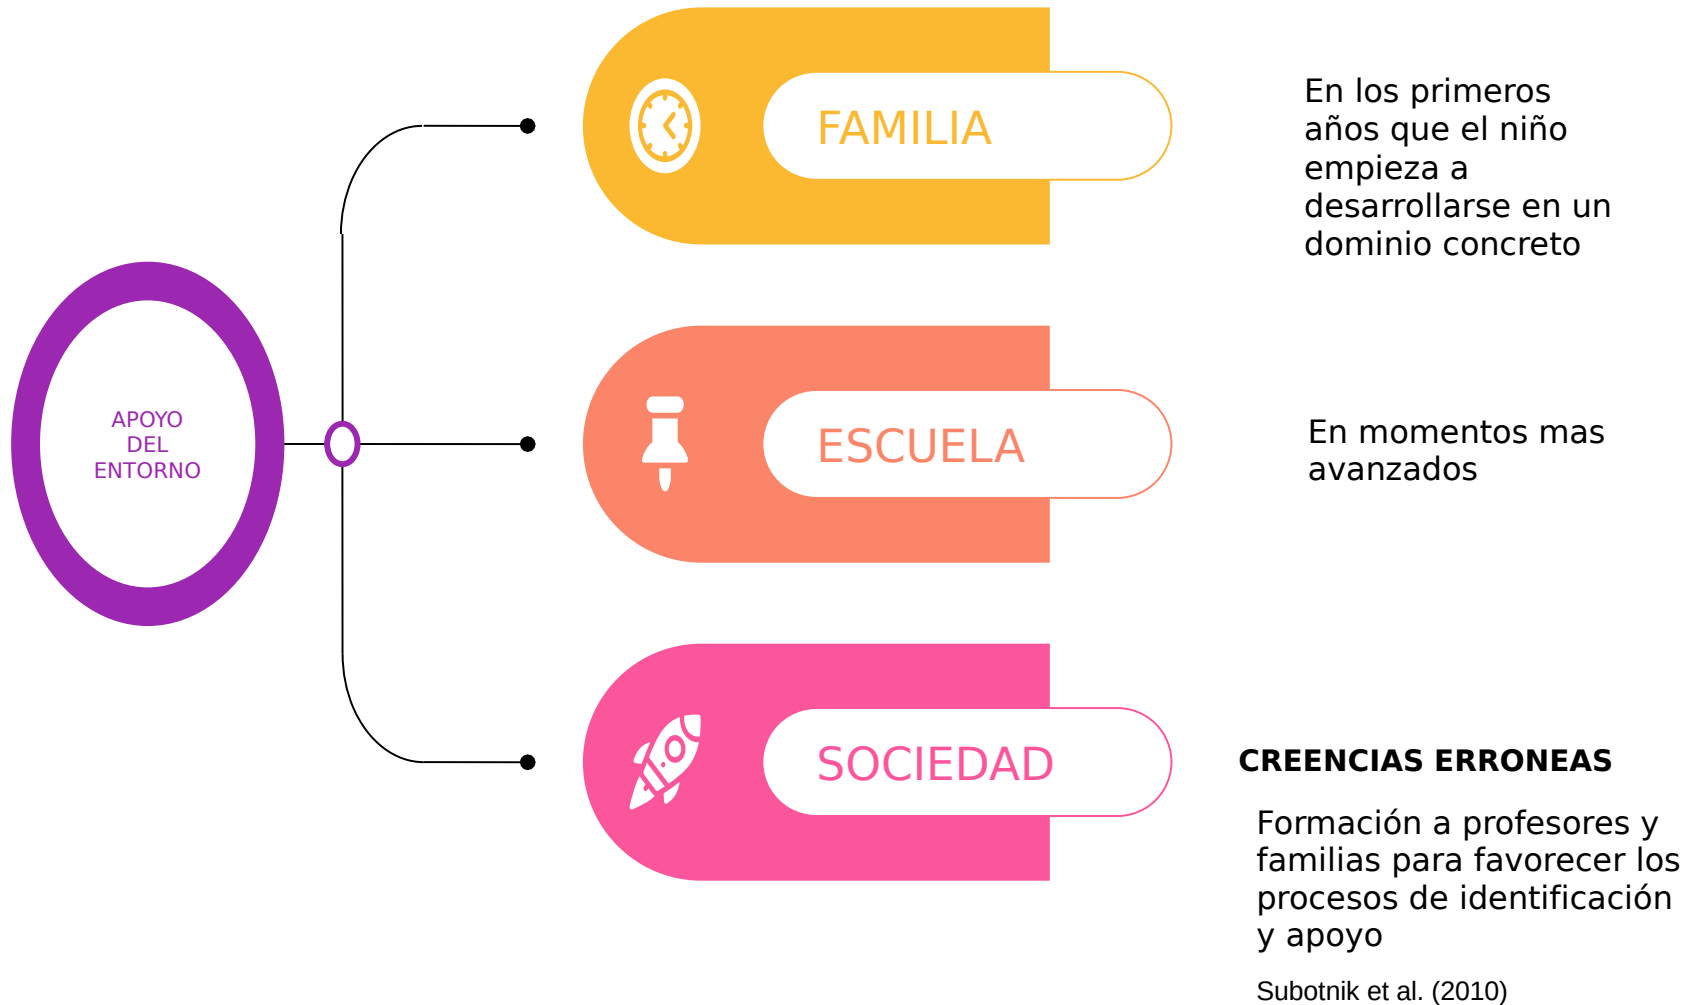 APOYO
DEL
ENTORNO
FAMILIA
En los primeros
años que el niño
empieza a
desarrollarse en un
dominio concreto
ESCUELA
En momentos mas
avanzados
SOCIEDAD
CREENCIAS ERRONEAS
Formación a profesores y
familias para favorecer los
procesos de identificación
y apoyo
Subotnik et al. (2010)